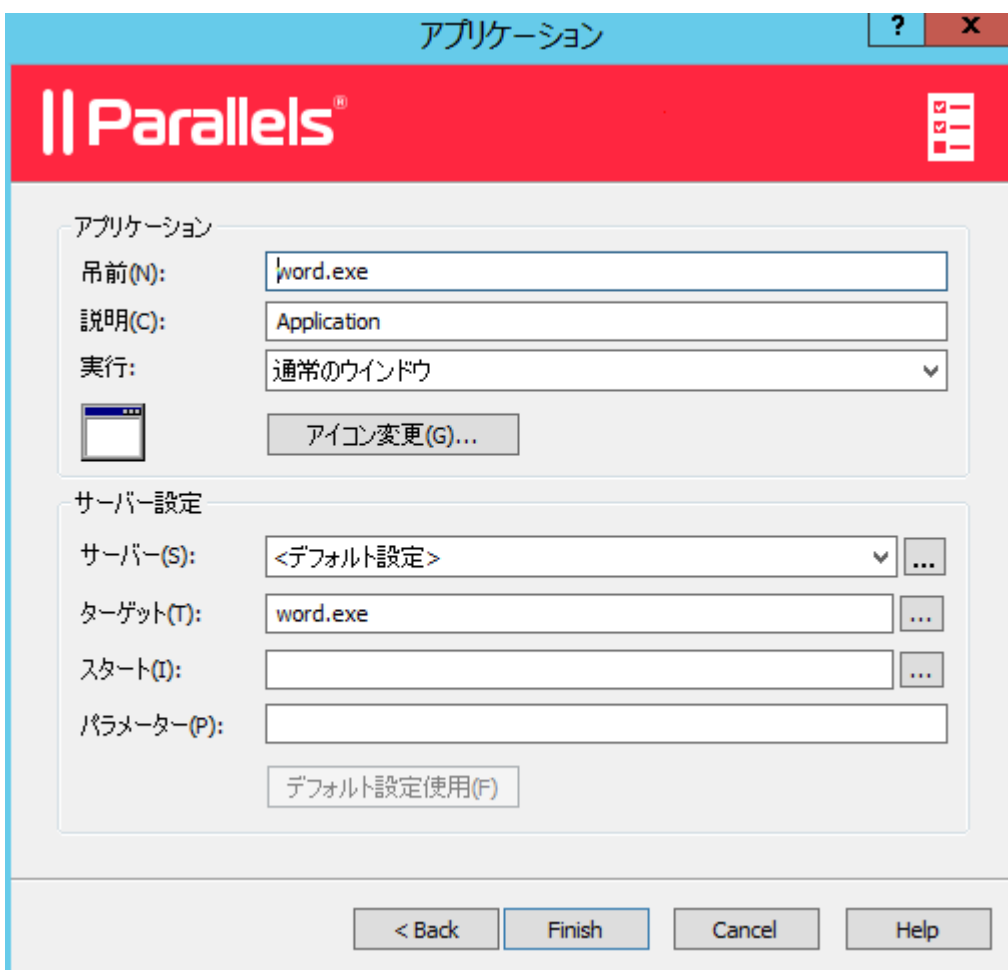 アプリケーション
?
x
Parallels®
アプリケーション
吊前(N):
word.exe
説明(C):
Application
実行:
通常のウインドウ
アイコン変更(G)...
サーバー設定
サーバー(S):
<デフォルト設定>
...
ターゲット(T):
word.exe
...
スタート(I):
...
パラメーター(P):
デフォルト設定使用(F)
< Back
Finish
Cancel
Help